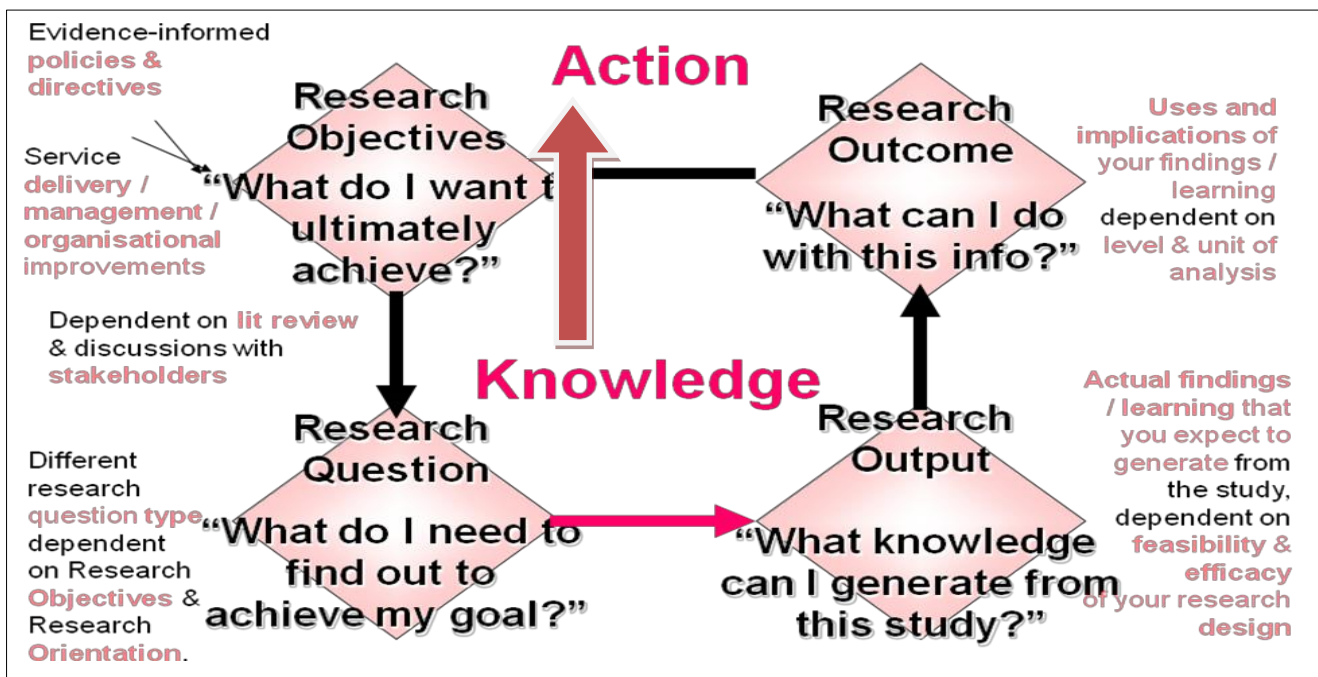 Evidence-informed
policies &
directives
Service
delivery /
management /
organisational
improvements
Research
Objectives
“What do I want t
ultimately
achieve?”
Action
Research
Outcome
“What can I do
with this info?”
Uses and
implications of
your findings /
learning
dependent on
level & unit of
analysis
Dependent on lit review
& discussions with
stakeholders
Knowledge
Different
research
question type
dependent
on Research
Objectives &
Research
Orientation.
Research
Question
“What do I need to
find out to
achieve my goal?”
Research
Output
“What knowledge
can I generate from
this study?”
Actual findings
/ learning that
you expect to
generate from
the study,
dependent on
feasibility &
efficacy
of your research
design